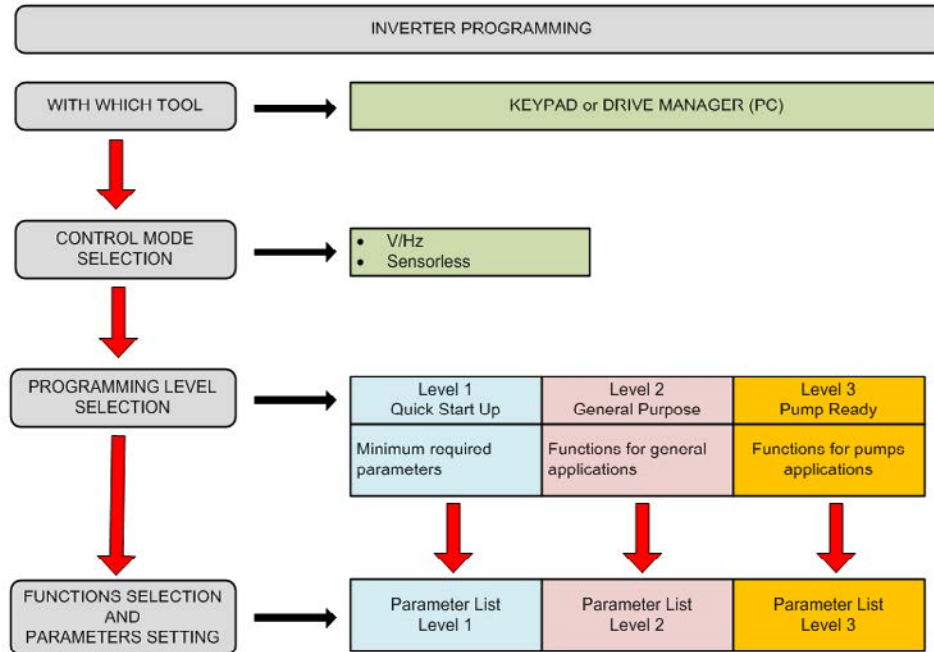 INVERTER PROGRAMMING
WITH WHICH TOOL
KEYPAD or DRIVE MANAGER (PC)
CONTROL MODE
SELECTION
• V/Hz
• Sensorless
PROGRAMMING LEVEL
SELECTION
Level 1
Quick Start Up
Level 2
General Purpose
Level 3
Pump Ready
Minimum required
parameters
Functions for general
applications
Functions for pumps
applications
FUNCTIONS SELECTION
AND
PARAMETERS SETTING
Parameter List
Level 1
Parameter List
Level 2
Parameter List
Level 3